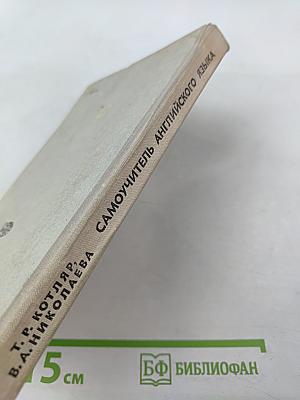 Т. Р. КОТЛЯР,
В. А. НИКОЛАЕВА
САМОУЧИТЕЛЬ АНГЛИЙСКОГО ЯЗЫКА
15 см
БФ БИБЛИОФАН